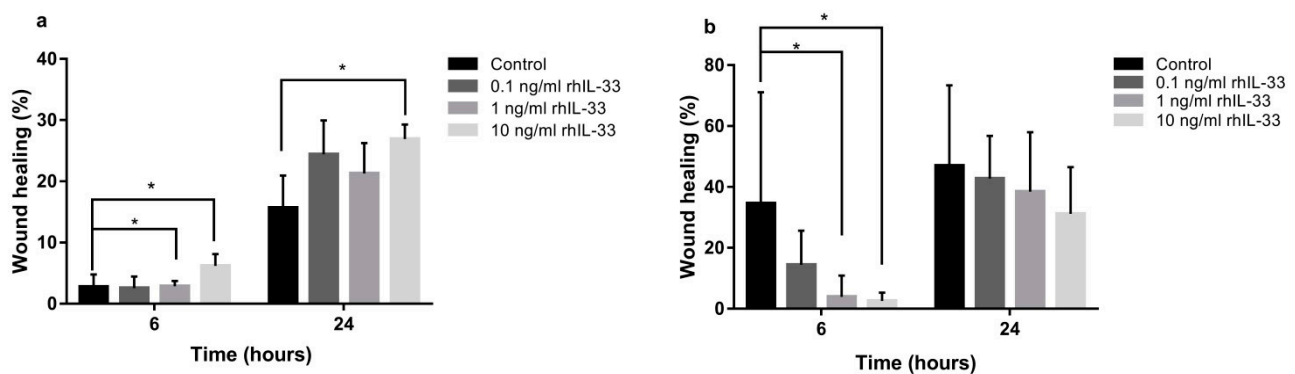 a
Wound healing (%)
40
30
20
10
0
*
*
*
6
24
Time (hours)
Control
0.1 ng/ml rhIL-33
1 ng/ml rhIL-33
10 ng/ml rhIL-33
b
Wound healing (%)
80
60
40
20
0
*
*
6
24
Time (hours)
Control
0.1 ng/ml rhIL-33
1 ng/ml rhIL-33
10 ng/ml rhIL-33